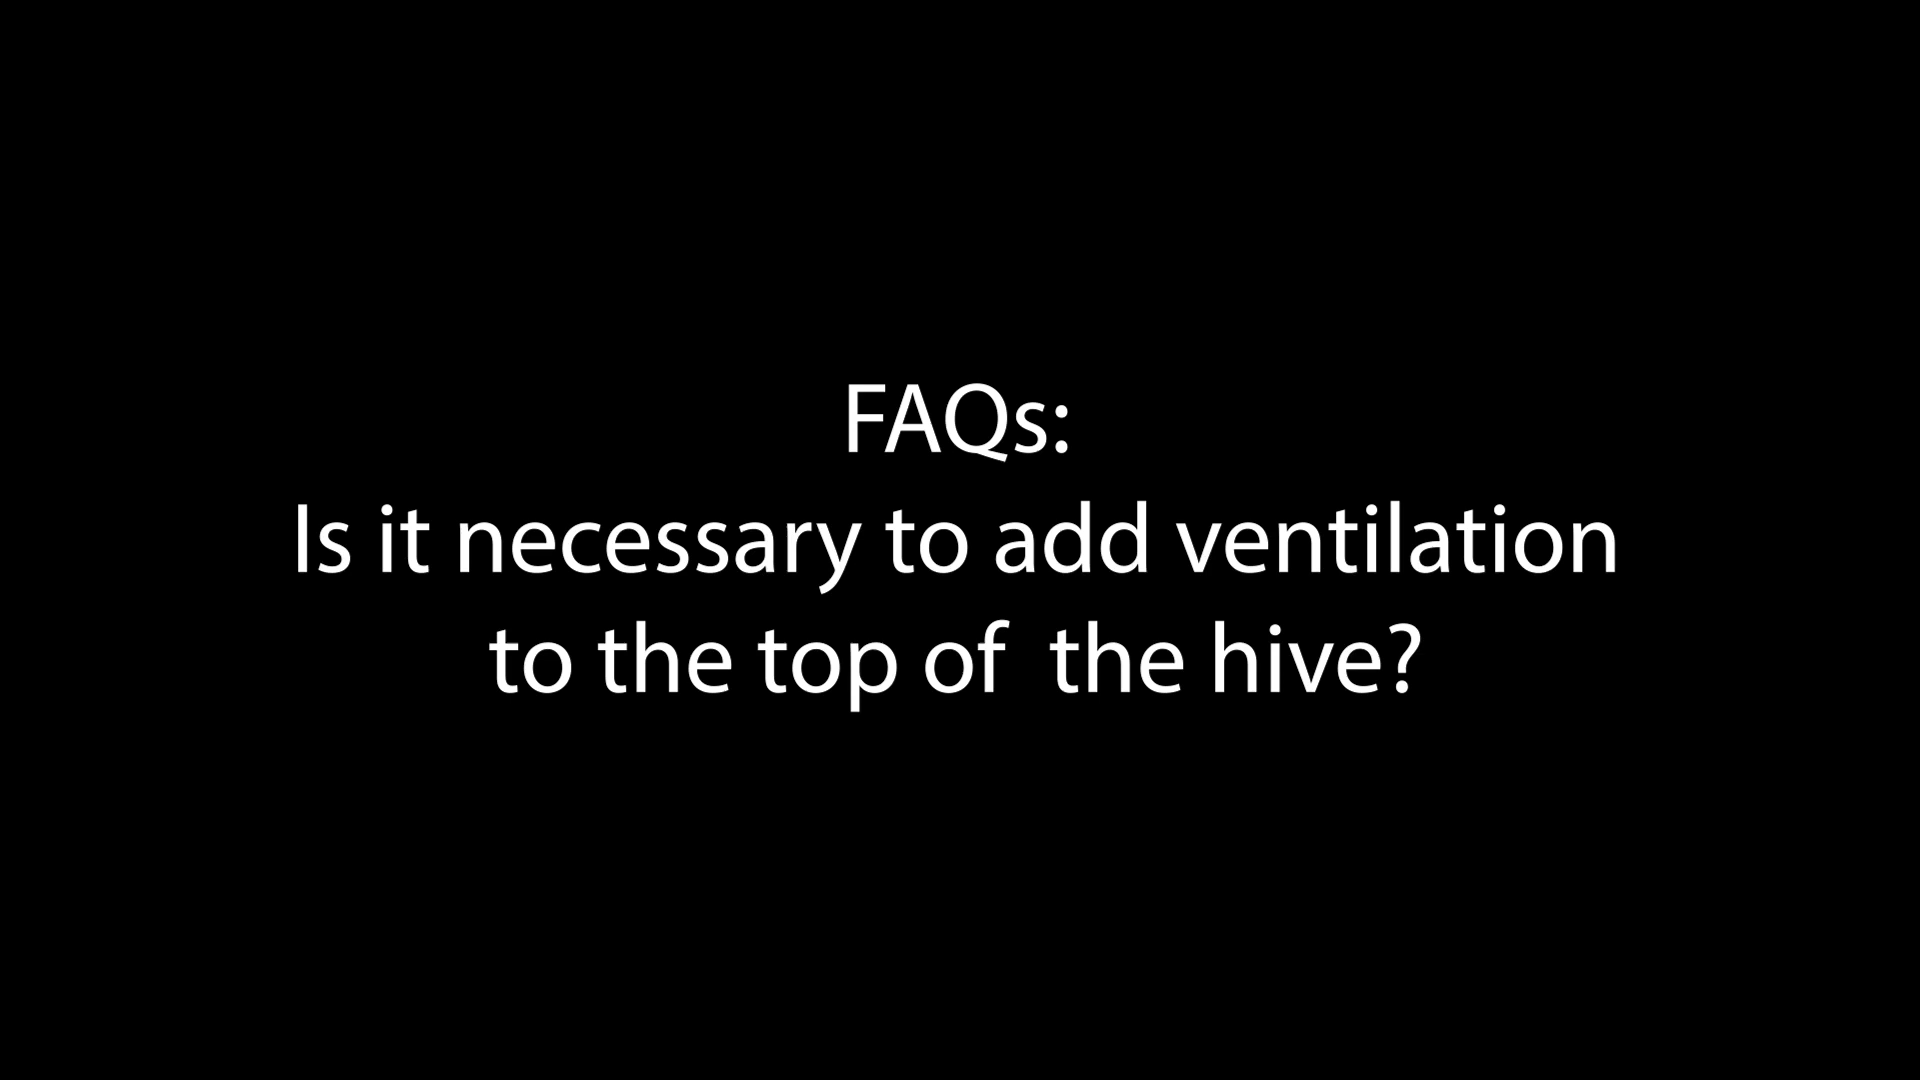 FAQs:
Is it necessary to add ventilation
to the top of  the hive?